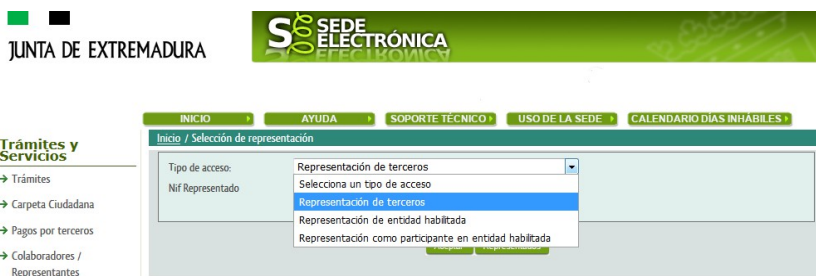 JUNTA DE EXTREMADURA
SEDE
ELECTRÓNICA
INICIO
AYUDA
SOPORTE TÉCNICO
USO DE LA SEDE
CALENDARIO DÍAS INHÁBILES
Trámites y
Servicios
Trámites
Carpeta Ciudadana
Pagos por terceros
Colaboradores /
Representantes
Inicio / Selección de representación
Tipo de acceso:
Representación de terceros
Nif Representado
Selecciona un tipo de acceso
Representación de terceros
Representación de entidad habilitada
Representación como participante en entidad habilitada